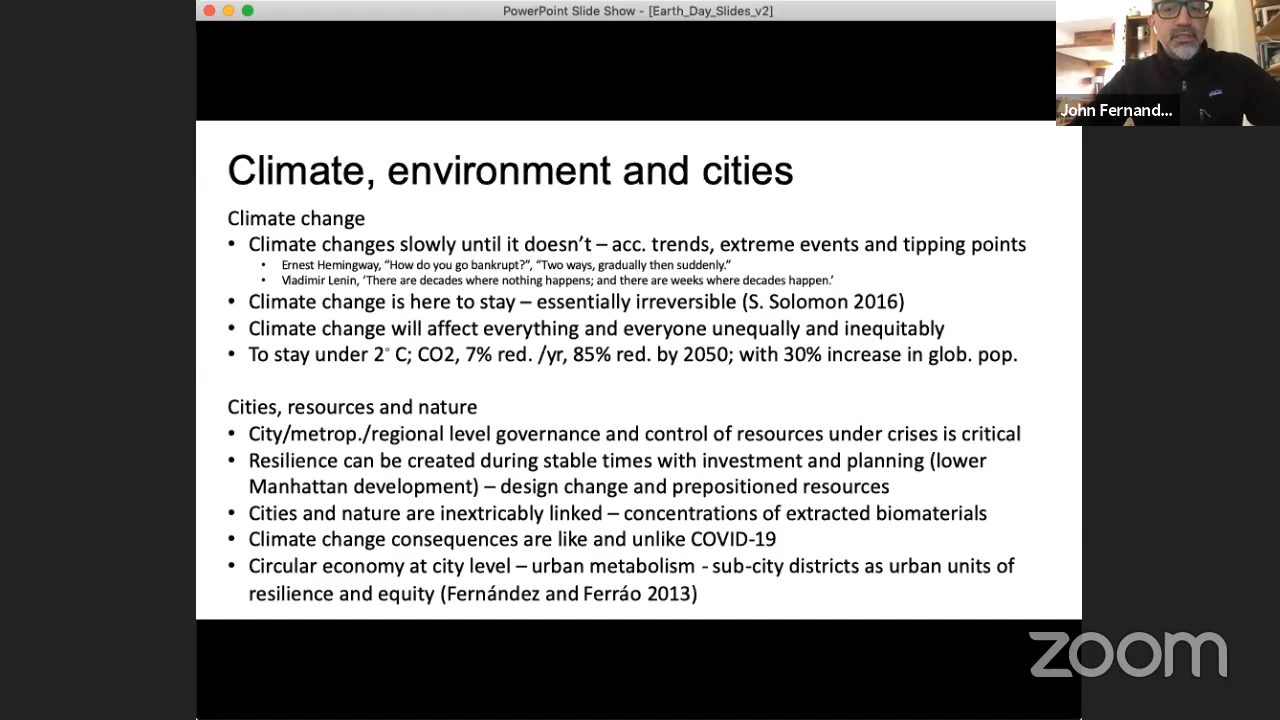 PowerPoint Slide Show - [Earth_Day_Slides_v2]
John Fernand...
Climate, environment and cities
Climate change
• Climate changes slowly until it doesn't – acc. trends, extreme events and tipping points
• Ernest Hemingway, "How do you go bankrupt?", "Two ways, gradually then suddenly."
• Vladimir Lenin, 'There are decades where nothing happens; and there are weeks where decades happen.'
• Climate change is here to stay – essentially irreversible (S. Solomon 2016)
• Climate change will affect everything and everyone unequally and inequitably
• To stay under 2° C; CO2, 7% red. /yr, 85% red. by 2050; with 30% increase in glob. pop.
Cities, resources and nature
• City/metrop./regional level governance and control of resources under crises is critical
• Resilience can be created during stable times with investment and planning (lower
Manhattan development) – design change and prepositioned resources
• Cities and nature are inextricably linked – concentrations of extracted biomaterials
• Climate change consequences are like and unlike COVID-19
• Circular economy at city level – urban metabolism - sub-city districts as urban units of
resilience and equity (Fernández and Ferráo 2013)
zoom